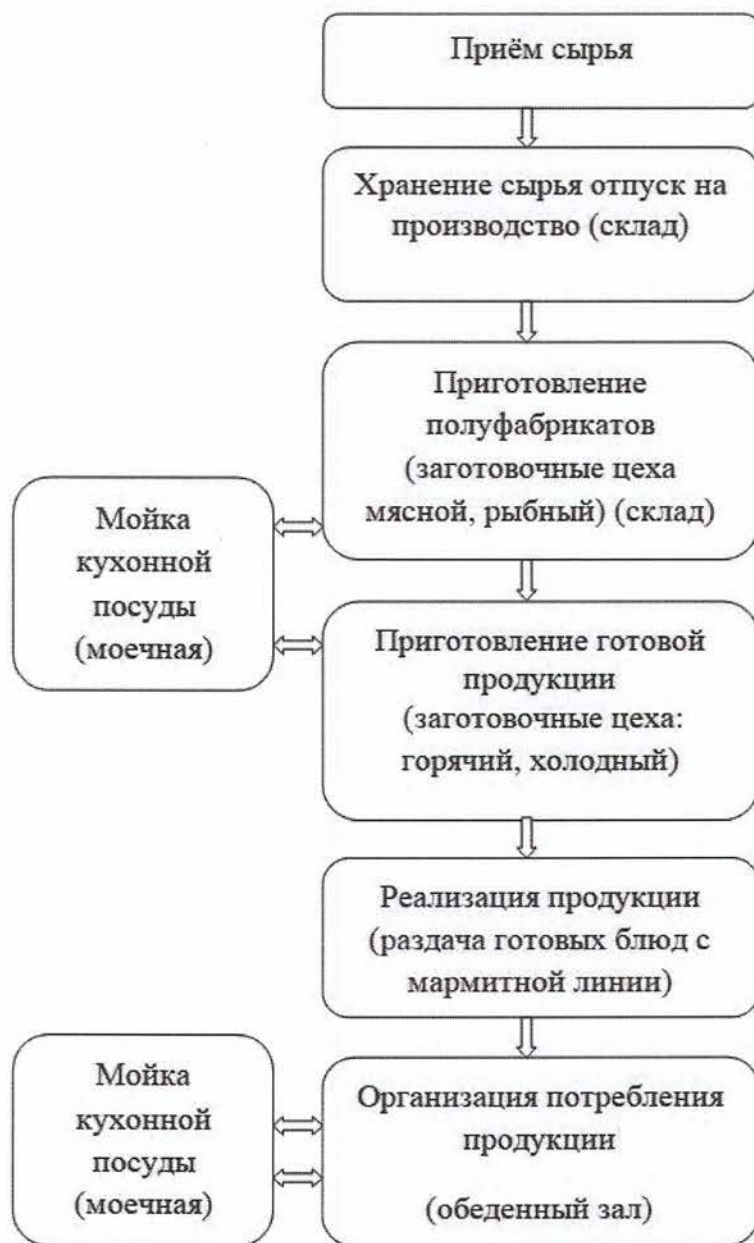 Приём сырья
Хранение сырья отпуск на
производство (склад)
Приготовление
полуфабрикатов
(заготовочные цеха
мясной, рыбный) (склад)
Мойка
кухонной
посуды
(моечная)
Приготовление готовой
продукции
(заготовочные цеха:
горячий, холодный)
Реализация продукции
(раздача готовых блюд с
мармитной линии)
Мойка
кухонной
посуды
(моечная)
Организация потребления
продукции
(обеденный зал)